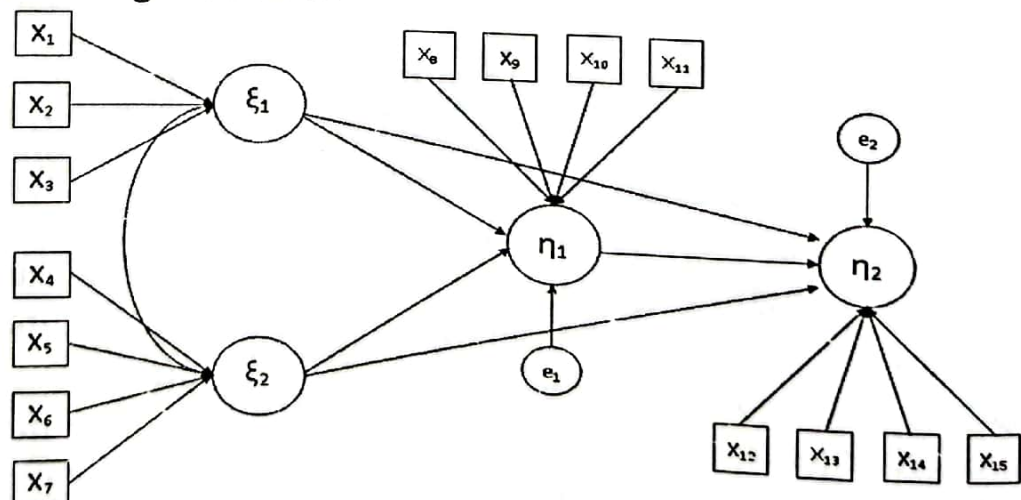 X₁
X₂
X₃
X₄
X₅
X₆
X₇
ξ₁
ξ₂
X₈
X₉
X₁₀
X₁₁
η₁
e₁
e₂
η₂
X₁₂
X₁₃
X₁₄
X₁₅